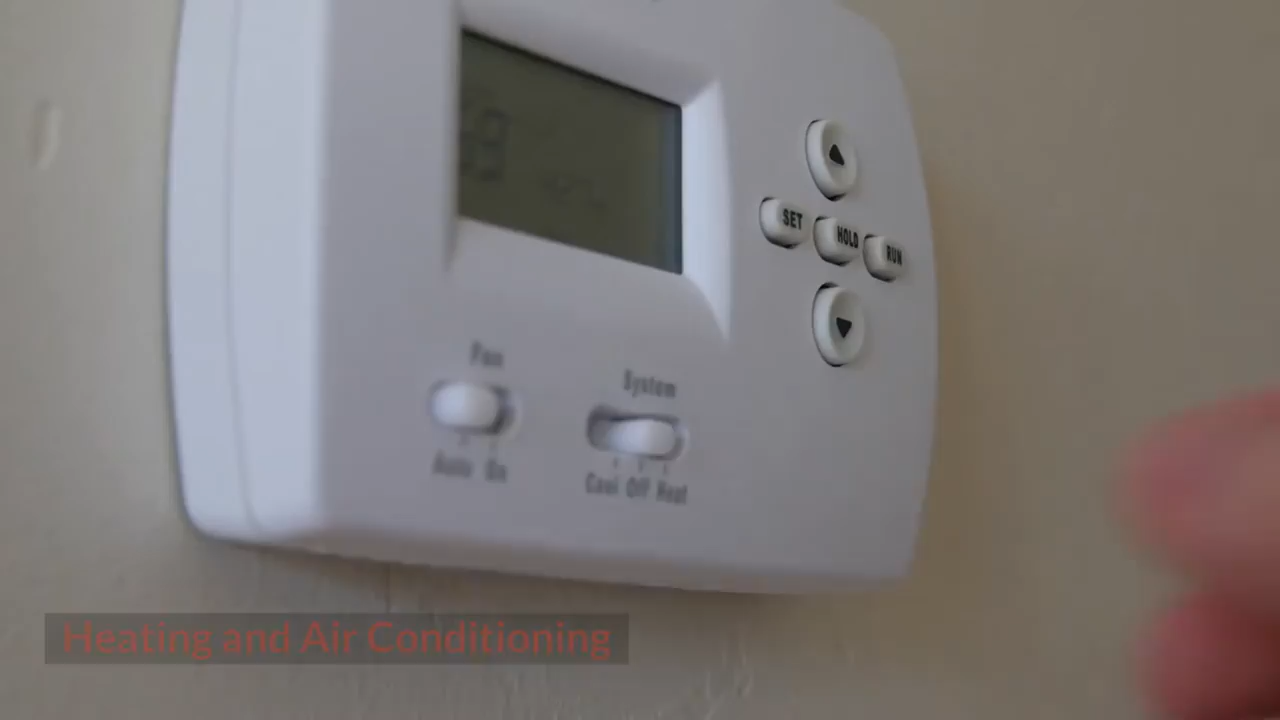 SET
HOLD
RUN
Fan
System
Auto On
Cool Off Heat
Heating and Air Conditioning